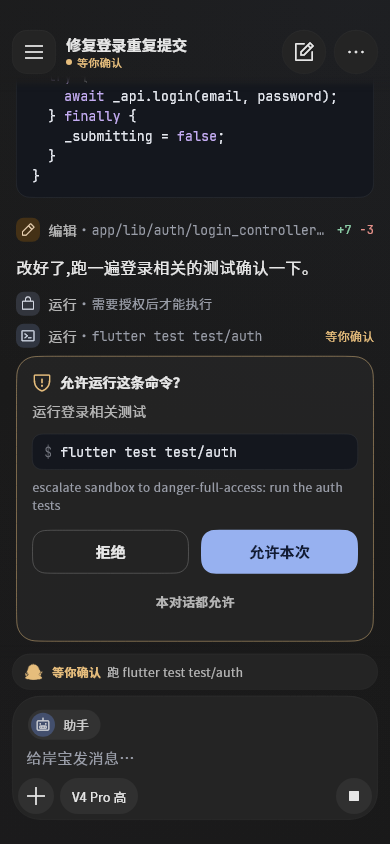 修复登录重复提交
等你确认
await _api.login(email, password);
} finally {
_submitting = false;
}
}
编辑 · app/lib/auth/login_controller… +7 -3
改好了,跑一遍登录相关的测试确认一下。
运行 · 需要授权后才能执行
运行 · flutter test test/auth 等你确认
允许运行这条命令?
运行登录相关测试
$ flutter test test/auth
escalate sandbox to danger-full-access: run the auth
tests
拒绝 允许本次
本对话都允许
等你确认 跑 flutter test test/auth
助手
给岸宝发消息…
V4 Pro 高